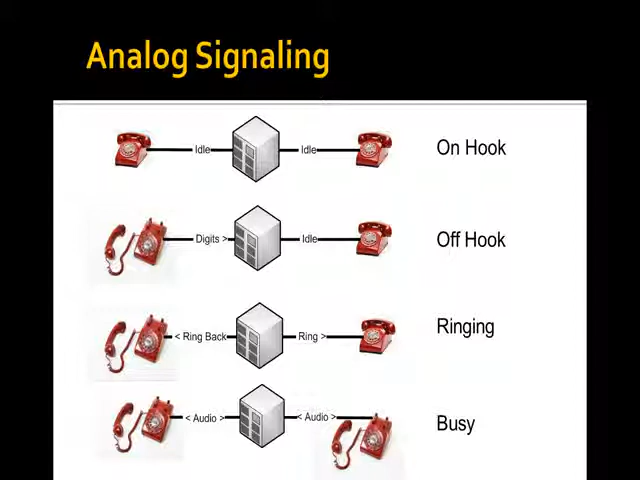 Analog Signaling
Idle Idle On Hook
Digits > Idle Off Hook
< Ring Back Ring > Ringing
< Audio > < Audio > Busy